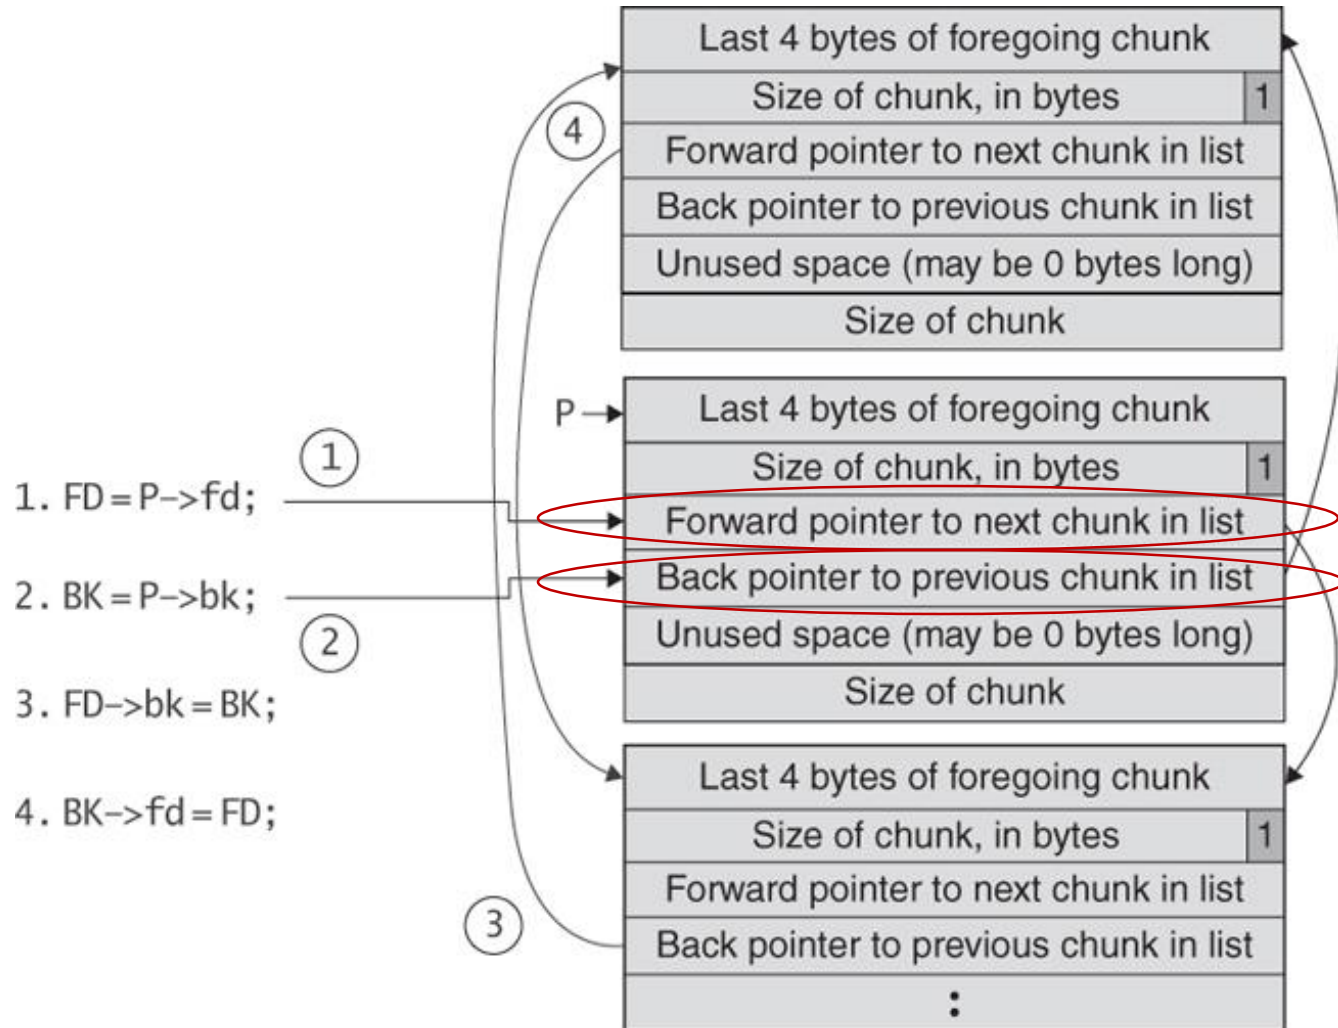 Last 4 bytes of foregoing chunk
Size of chunk, in bytes 1
4
Forward pointer to next chunk in list
Back pointer to previous chunk in list
Unused space (may be 0 bytes long)
Size of chunk
P
Last 4 bytes of foregoing chunk
1
Size of chunk, in bytes 1
1. FD=P->fd;
Forward pointer to next chunk in list
2. BK=P->bk;
Back pointer to previous chunk in list
2
Unused space (may be 0 bytes long)
3. FD->bk=BK;
Size of chunk
Last 4 bytes of foregoing chunk
4. BK->fd=FD;
Size of chunk, in bytes 1
Forward pointer to next chunk in list
3
Back pointer to previous chunk in list
: